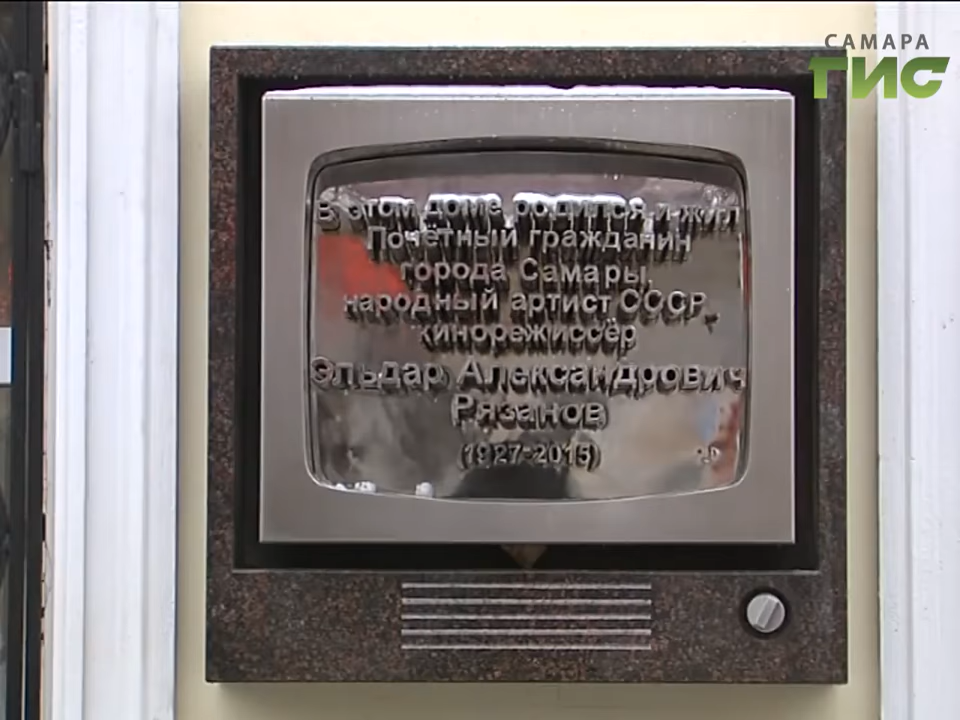 САМАРА
ГИС
В этом доме родился и жил
Почётный гражданин
города Самары,
народный артист СССР,
кинорежиссёр
Эльдар Александрович
Рязанов
(1927-2015)